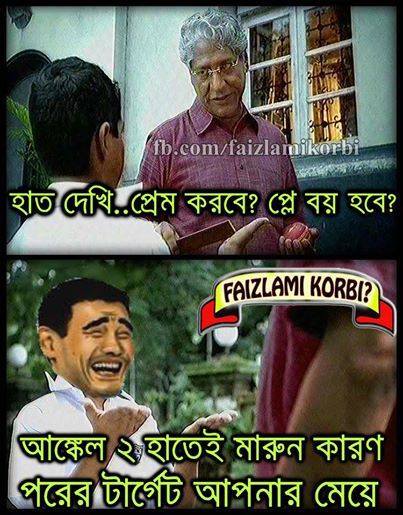 fb.com/faizlamikorbi
হাত দেখি..প্রেম করবে? প্লে বয় হবে?
FAIZLAMI KORBI?
আঙ্কেল ২ হাতেই মারুন কারণ
পরের টার্গেট আপনার মেয়ে